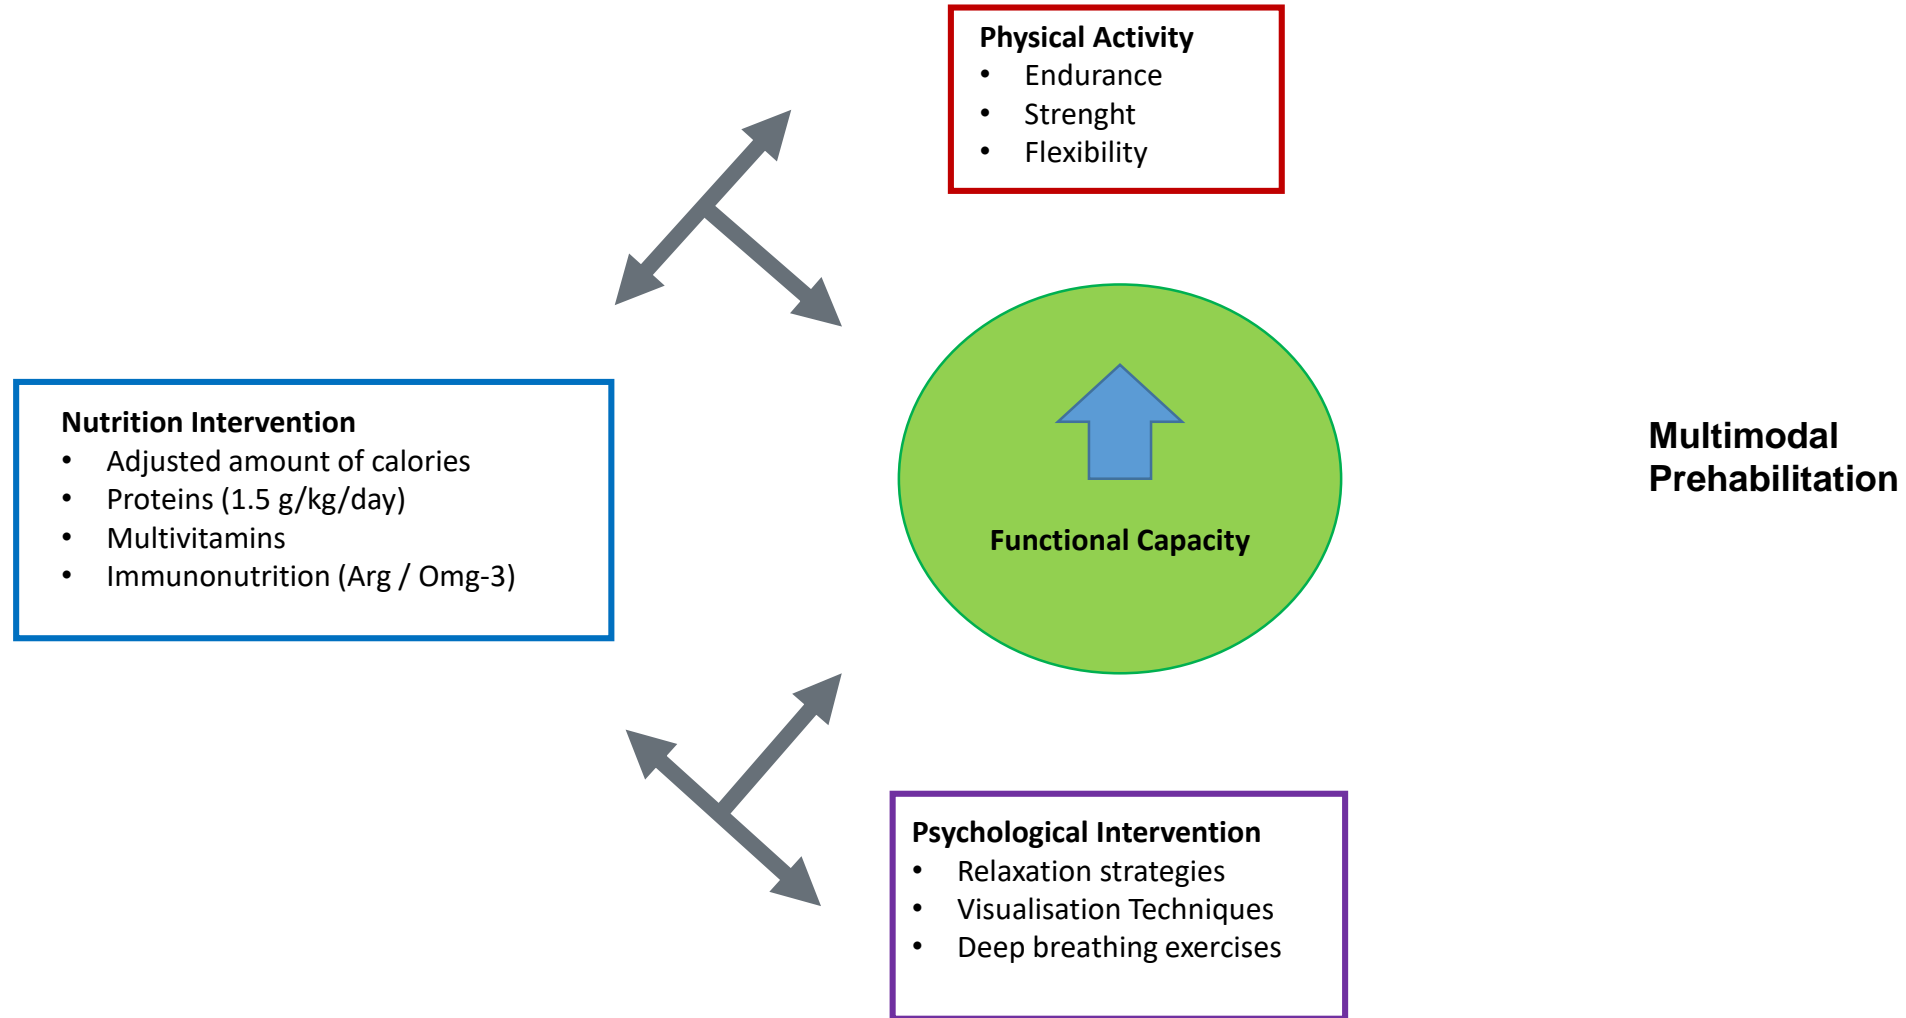 Physical Activity
• Endurance
• Strenght
• Flexibility
Nutrition Intervention
• Adjusted amount of calories
• Proteins (1.5 g/kg/day)
• Multivitamins
• Immunonutrition (Arg / Omg-3)
Functional Capacity
Multimodal
Prehabilitation
Psychological Intervention
• Relaxation strategies
• Visualisation Techniques
• Deep breathing exercises